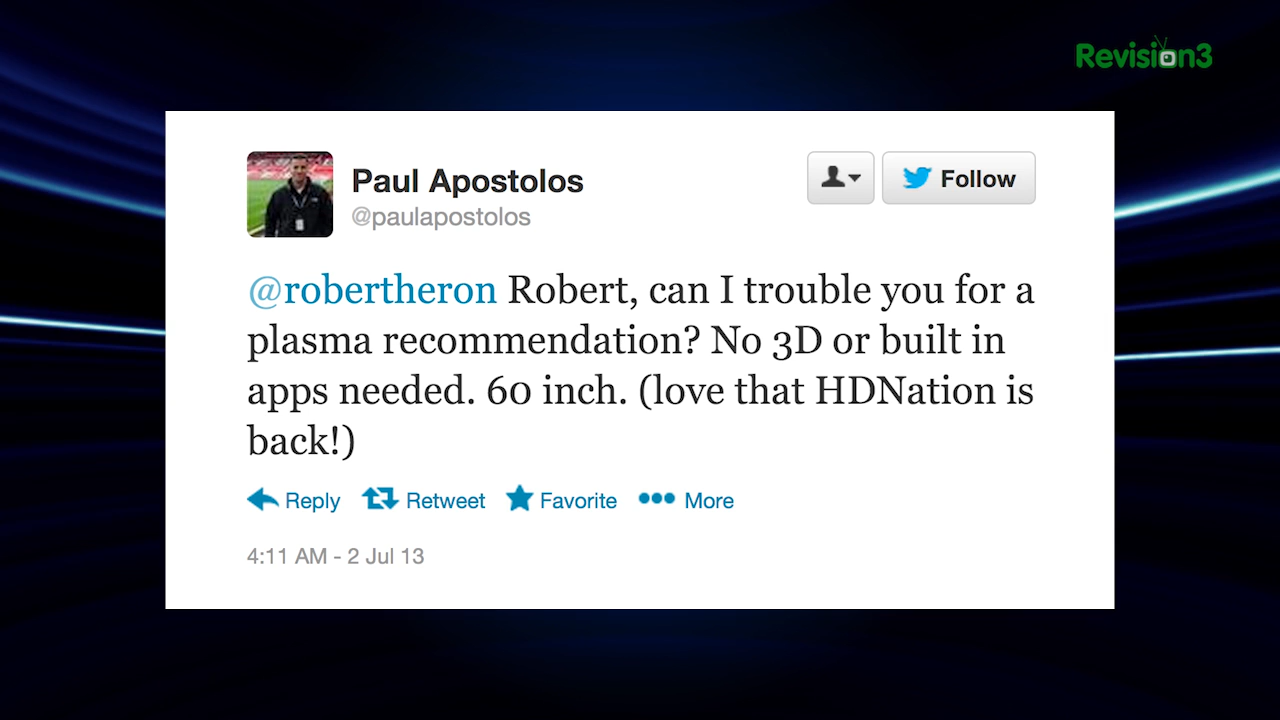 Revision3
Paul Apostolos
@paulapostolos
Follow
@robertheron Robert, can I trouble you for a
plasma recommendation? No 3D or built in
apps needed. 60 inch. (love that HDNation is
back!)
Reply Retweet Favorite More
4:11 AM - 2 Jul 13